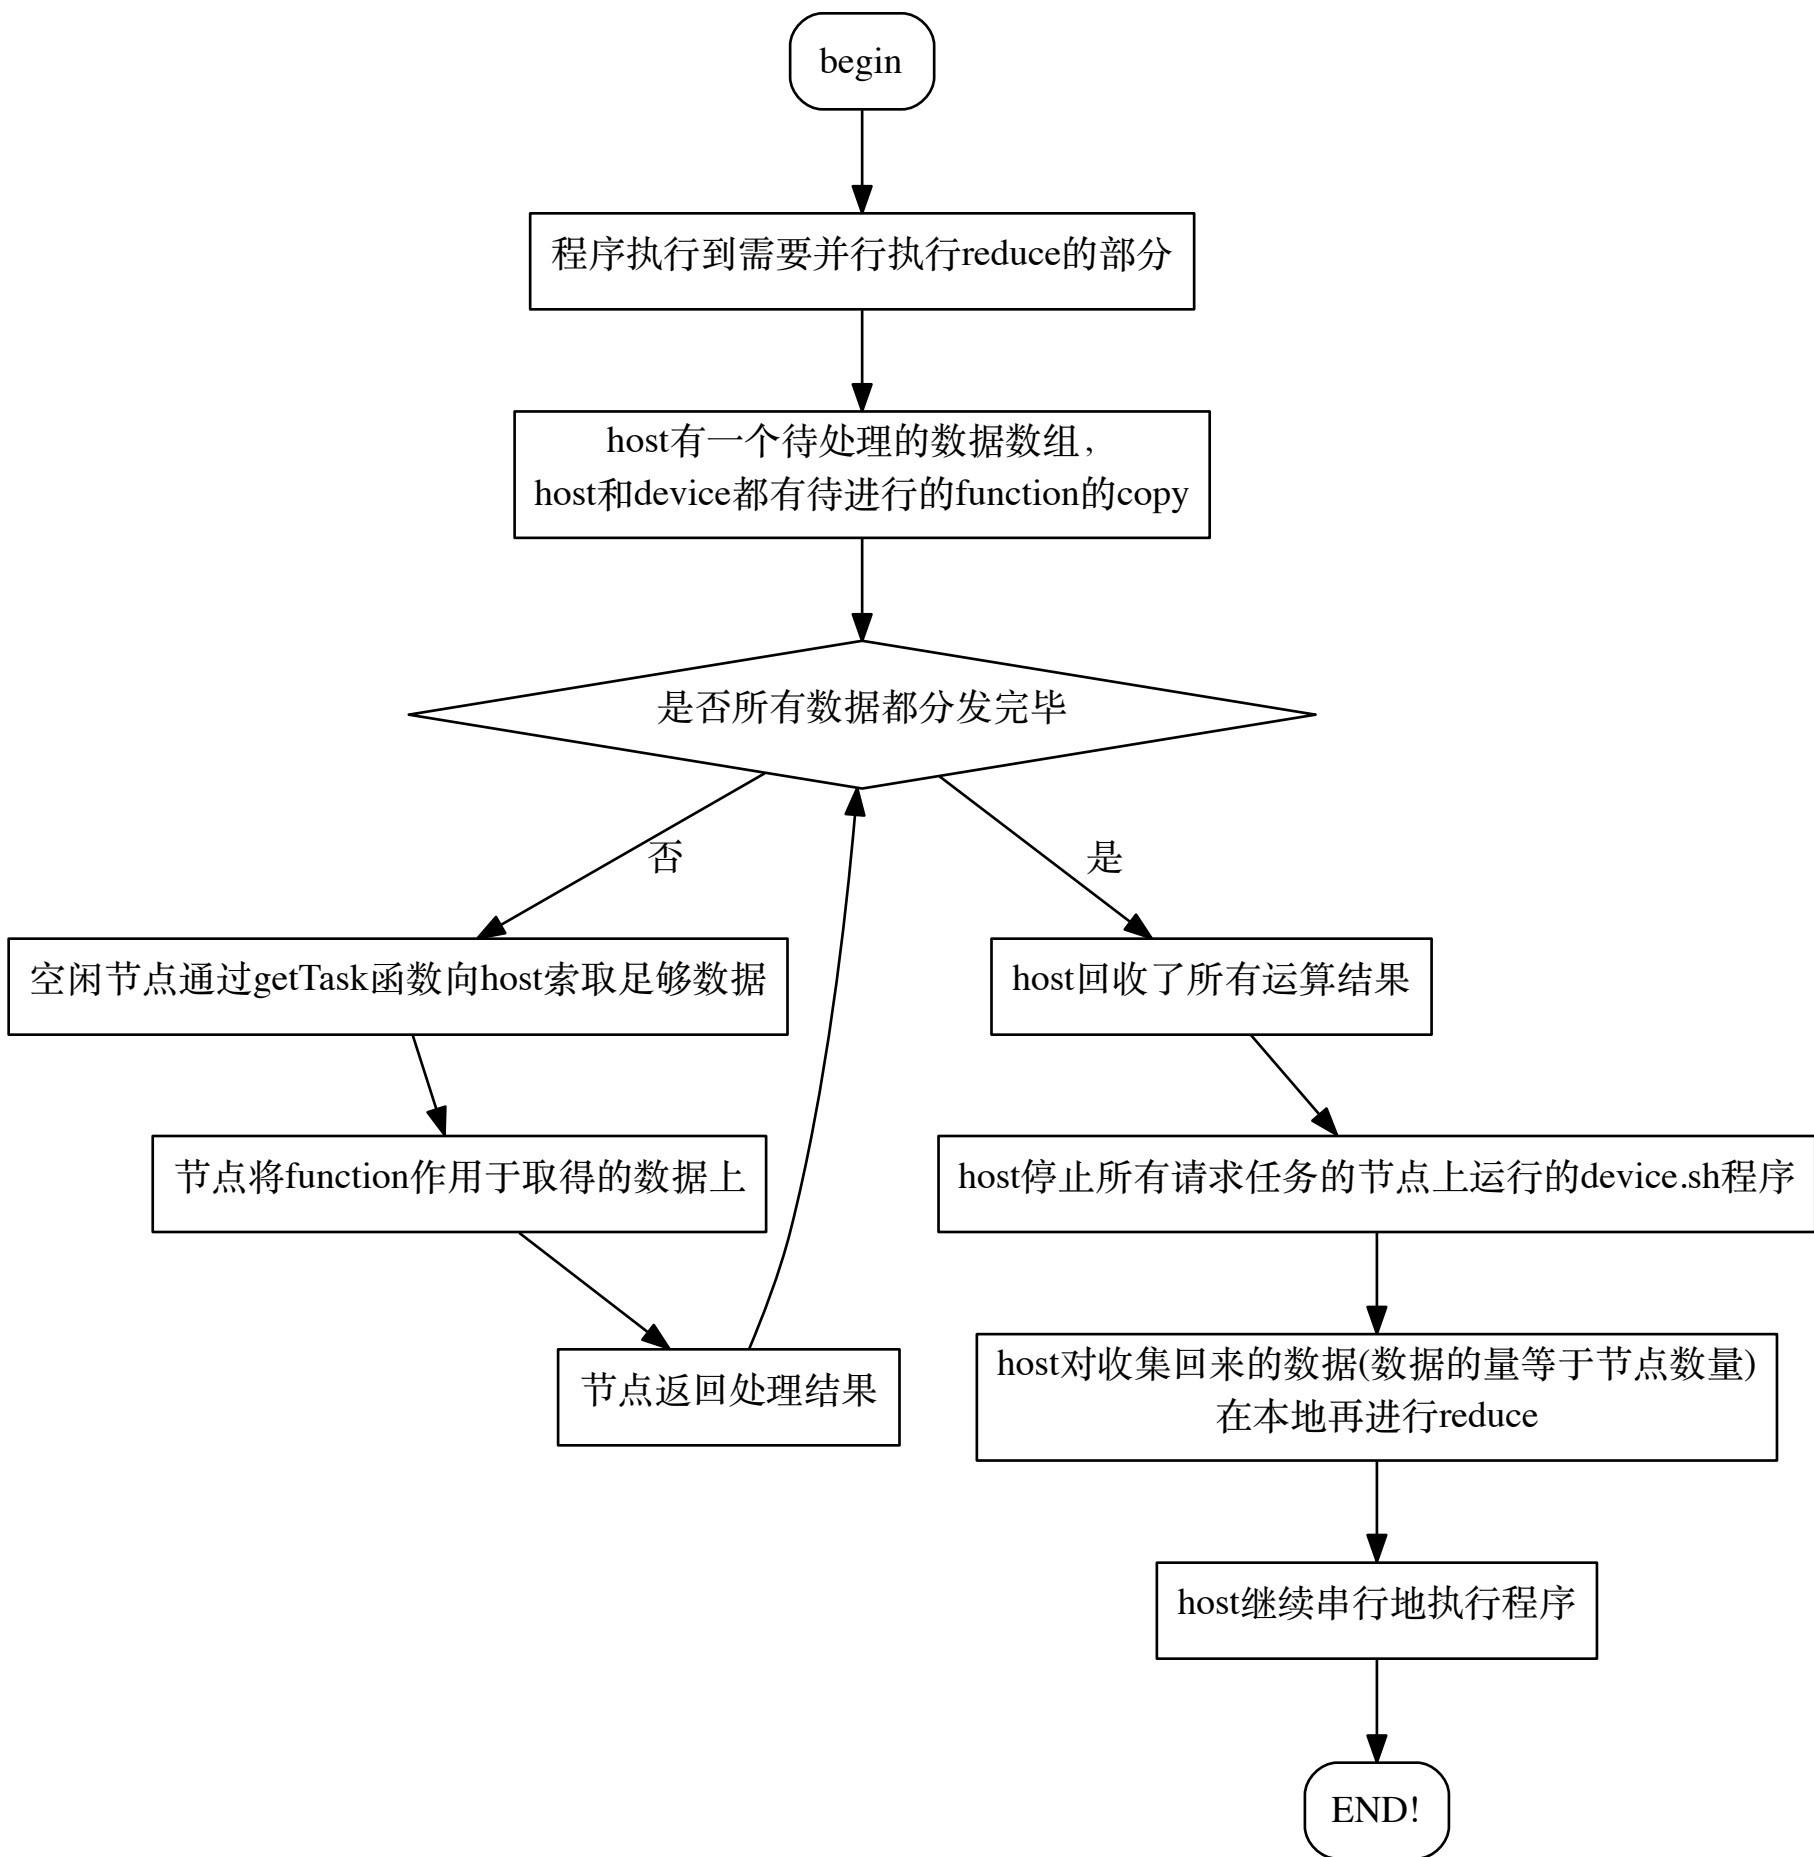 begin
程序执行到需要并行执行reduce的部分
host有一个待处理的数据数组,
host和device都有待进行的function的copy
是否所有数据都分发完毕
否
是
空闲节点通过getTask函数向host索取足够数据
host回收了所有运算结果
节点将function作用于取得的数据上
host停止所有请求任务的节点上运行的device.sh程序
节点返回处理结果
host对收集回来的数据(数据的量等于节点数量)
在本地再进行reduce
host继续串行地执行程序
END!